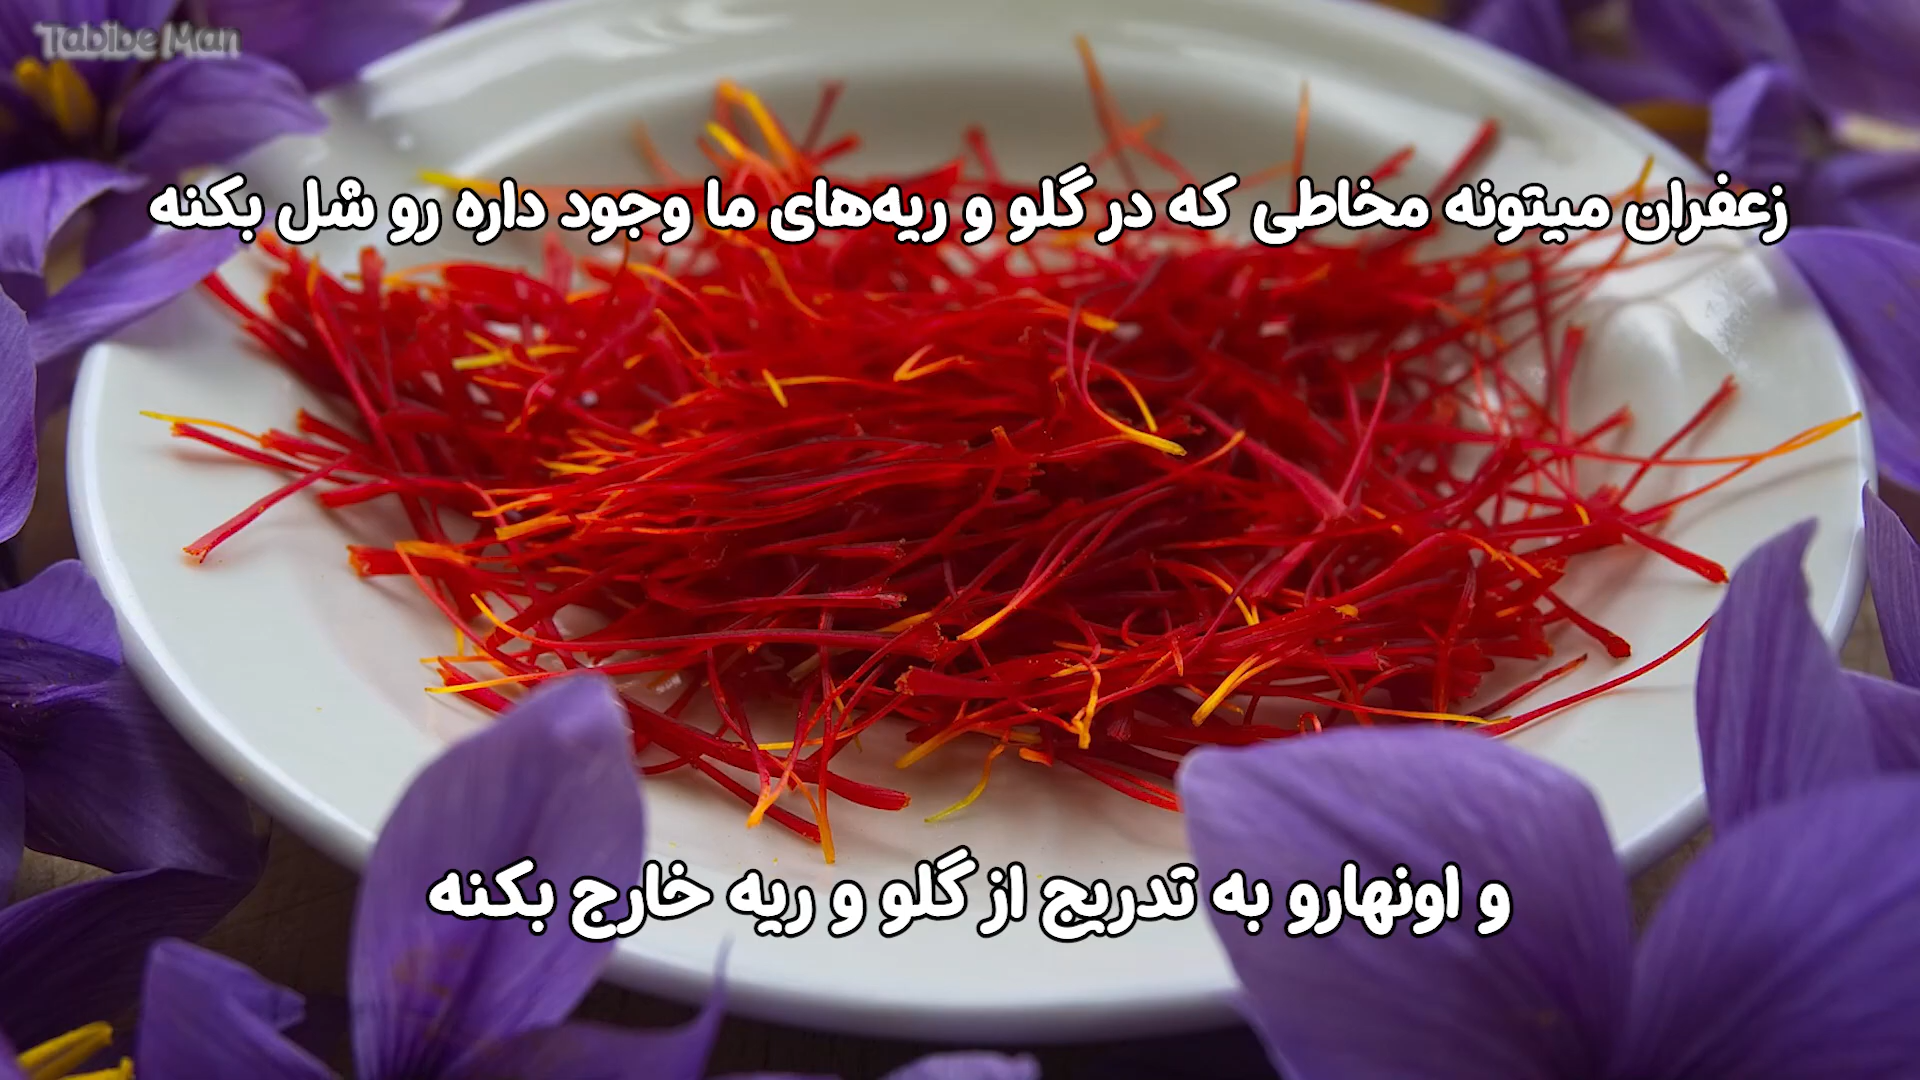 Tabibe Man
زعفران میتونه مخاطی که در گلو و ریه‌های ما وجود داره رو شل بکنه
و اونهارو به تدریج از گلو و ریه خارج بکنه